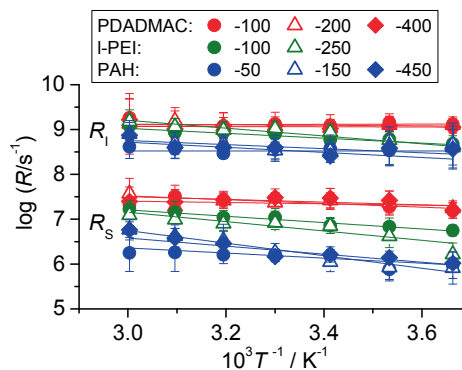 PDADMAC: -100 -200 -400
l-PEI: -100 -250
PAH: -50 -150 -450
10
9
8
7
6
5
log (R/s⁻¹)
R_I
R_S
3.0 3.2 3.4 3.6
10³T⁻¹ / K⁻¹